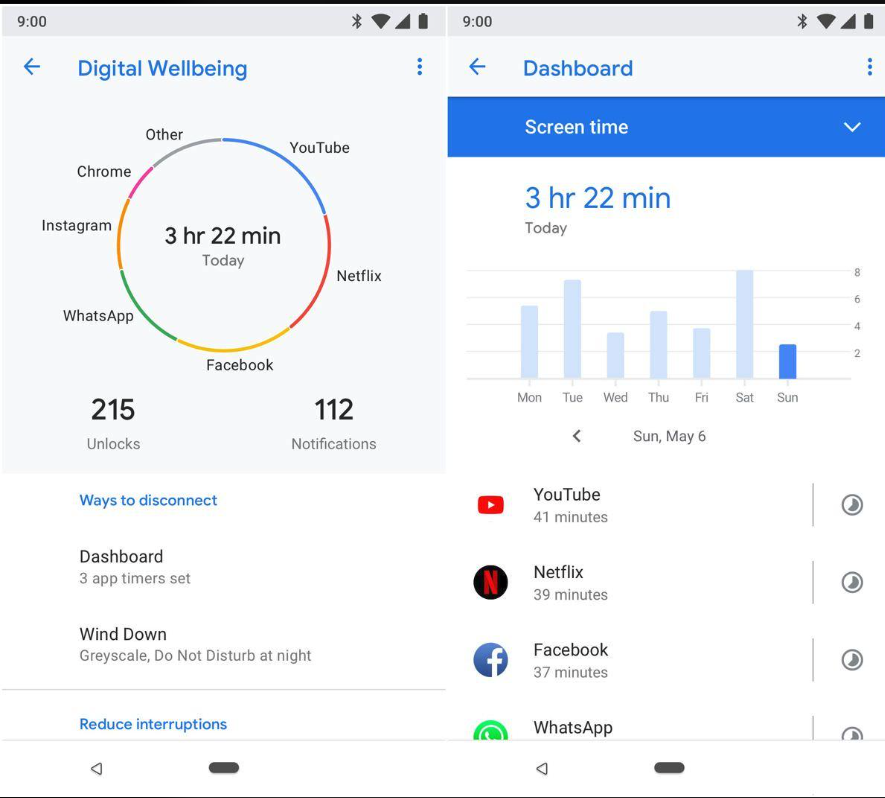 9:00
Digital Wellbeing
Other
YouTube
Chrome
Instagram
3 hr 22 min
Today
Netflix
WhatsApp
Facebook
215
Unlocks
112
Notifications
Ways to disconnect
Dashboard
3 app timers set
Wind Down
Greyscale, Do Not Disturb at night
Reduce interruptions
9:00
Dashboard
Screen time
3 hr 22 min
Today
8
6
4
2
Mon Tue Wed Thu Fri Sat Sun
Sun, May 6
YouTube
41 minutes
N
Netflix
39 minutes
f
Facebook
37 minutes
WhatsApp